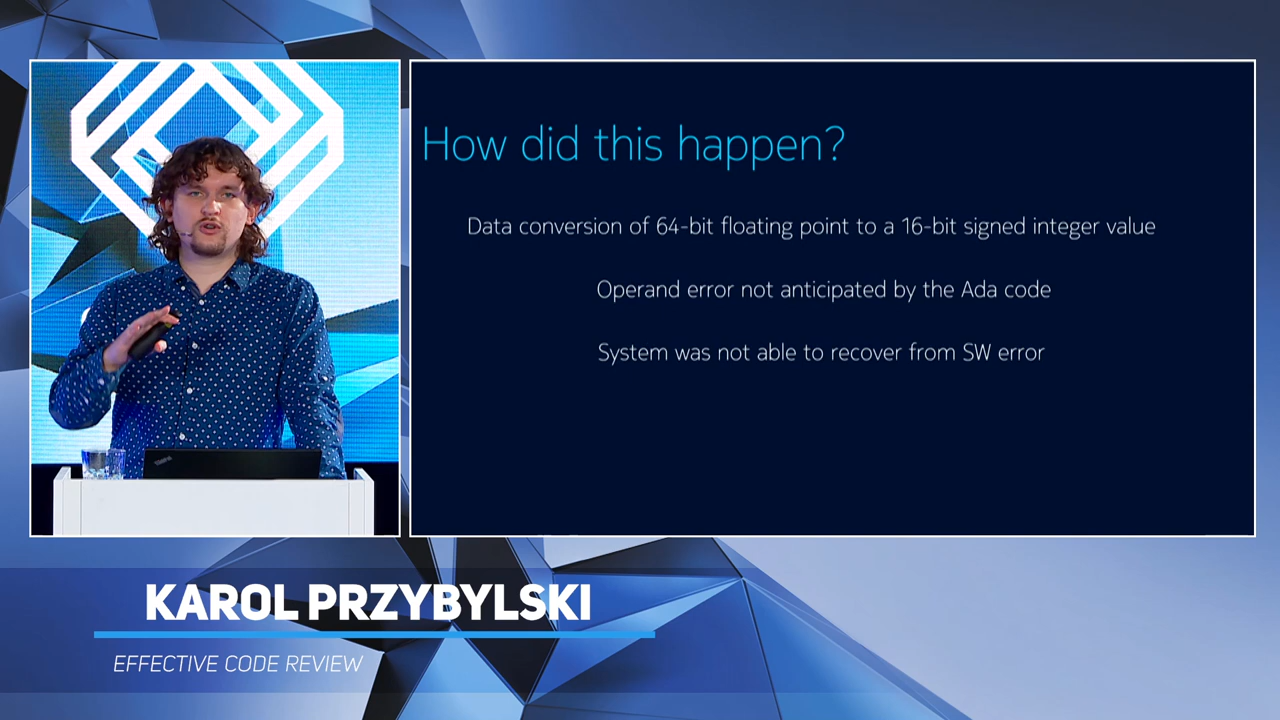 How did this happen?
Data conversion of 64-bit floating point to a 16-bit signed integer value
Operand error not anticipated by the Ada code
System was not able to recover from SW error
KAROL PRZYBYLSKI
EFFECTIVE CODE REVIEW